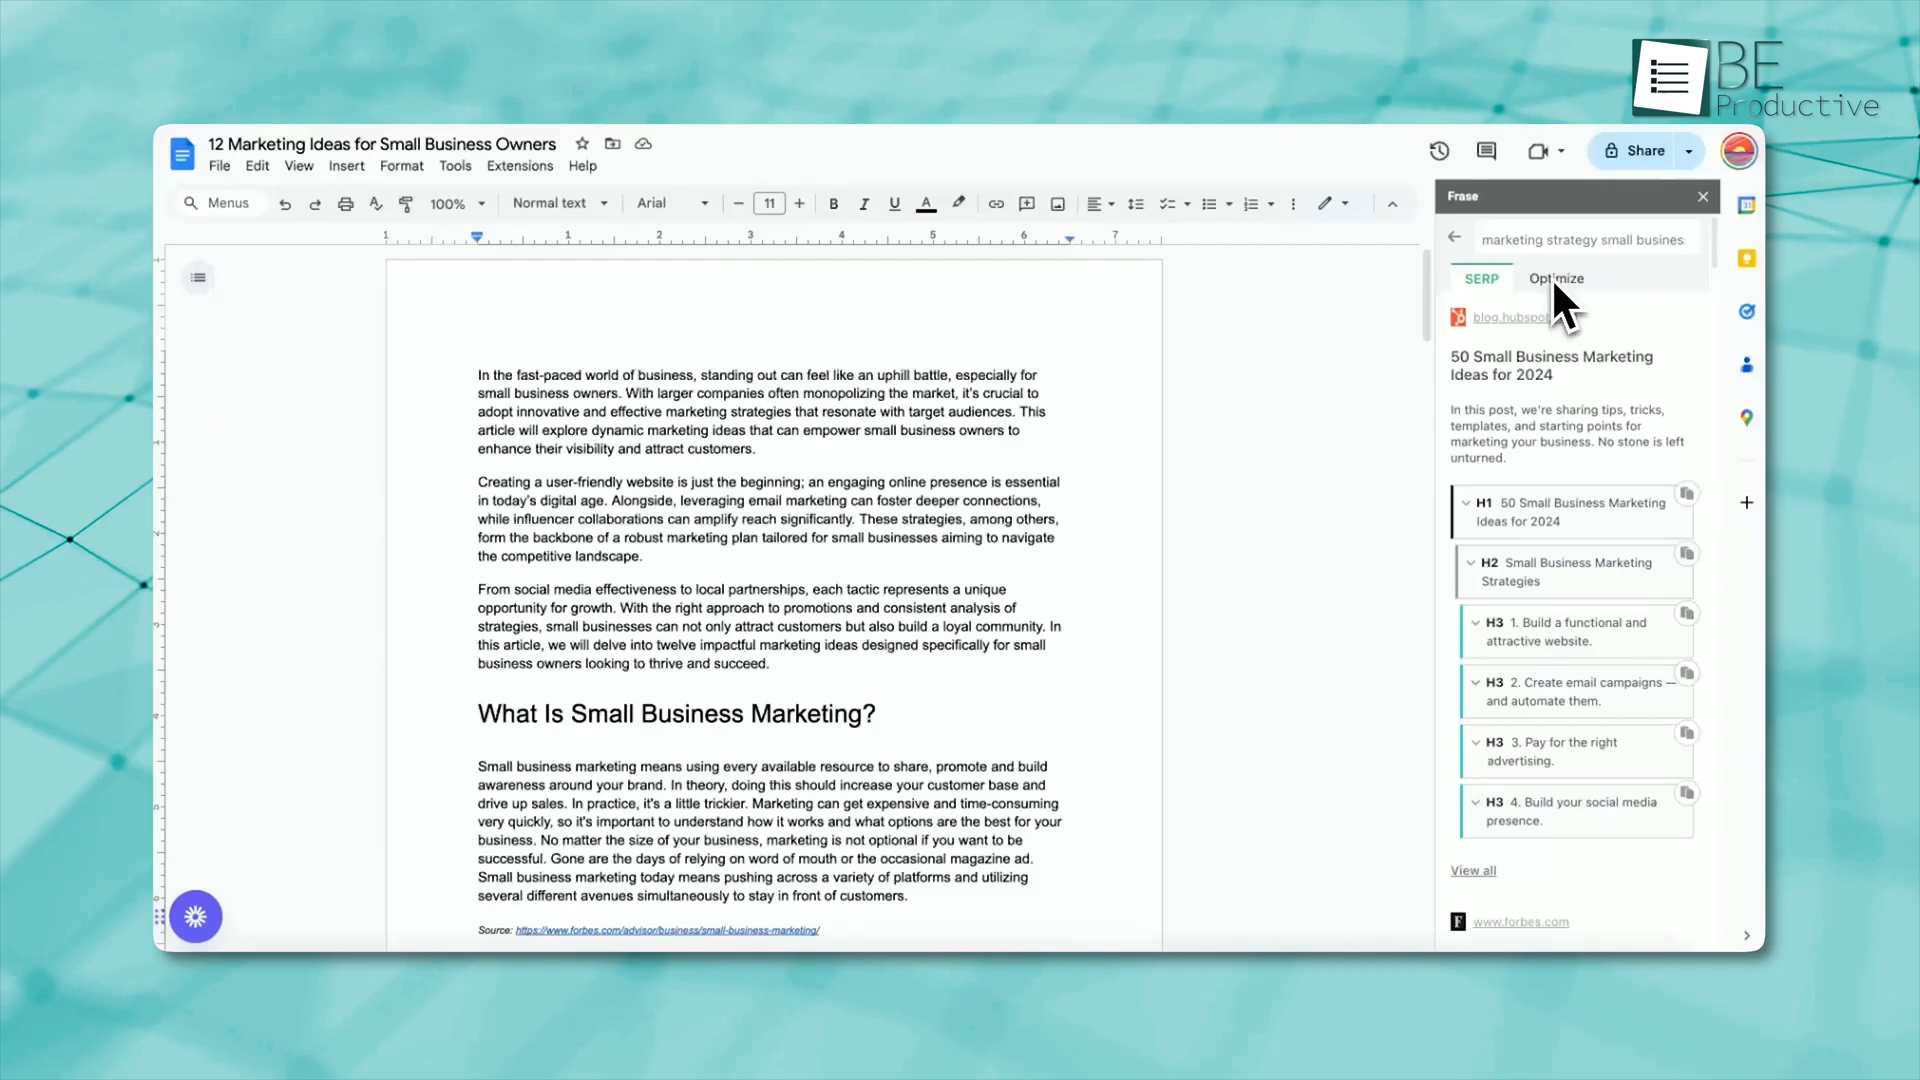 BE
Productive
12 Marketing Ideas for Small Business Owners
File Edit View Insert Format Tools Extensions Help
Share
Menus 100% Normal text Arial 11 B I U A
1 1 2 3 4 5 6 7
Frase
marketing strategy small busines
SERP Optimize
blog.hubspot
50 Small Business Marketing
Ideas for 2024
In this post, we're sharing tips, tricks,
templates, and starting points for
marketing your business. No stone is left
unturned.
H1 50 Small Business Marketing
Ideas for 2024
H2 Small Business Marketing
Strategies
H3 1. Build a functional and
attractive website.
H3 2. Create email campaigns —
and automate them.
H3 3. Pay for the right
advertising.
H3 4. Build your social media
presence.
View all
F www.forbes.com
31
In the fast-paced world of business, standing out can feel like an uphill battle, especially for
small business owners. With larger companies often monopolizing the market, it's crucial to
adopt innovative and effective marketing strategies that resonate with target audiences. This
article will explore dynamic marketing ideas that can empower small business owners to
enhance their visibility and attract customers.
Creating a user-friendly website is just the beginning; an engaging online presence is essential
in today's digital age. Alongside, leveraging email marketing can foster deeper connections,
while influencer collaborations can amplify reach significantly. These strategies, among others,
form the backbone of a robust marketing plan tailored for small businesses aiming to navigate
the competitive landscape.
From social media effectiveness to local partnerships, each tactic represents a unique
opportunity for growth. With the right approach to promotions and consistent analysis of
strategies, small businesses can not only attract customers but also build a loyal community. In
this article, we will delve into twelve impactful marketing ideas designed specifically for small
business owners looking to thrive and succeed.
What Is Small Business Marketing?
Small business marketing means using every available resource to share, promote and build
awareness around your brand. In theory, doing this should increase your customer base and
drive up sales. In practice, it's a little trickier. Marketing can get expensive and time-consuming
very quickly, so it's important to understand how it works and what options are the best for your
business. No matter the size of your business, marketing is not optional if you want to be
successful. Gone are the days of relying on word of mouth or the occasional magazine ad.
Small business marketing today means pushing across a variety of platforms and utilizing
several different avenues simultaneously to stay in front of customers.
Source: https://www.forbes.com/advisor/business/small-business-marketing/